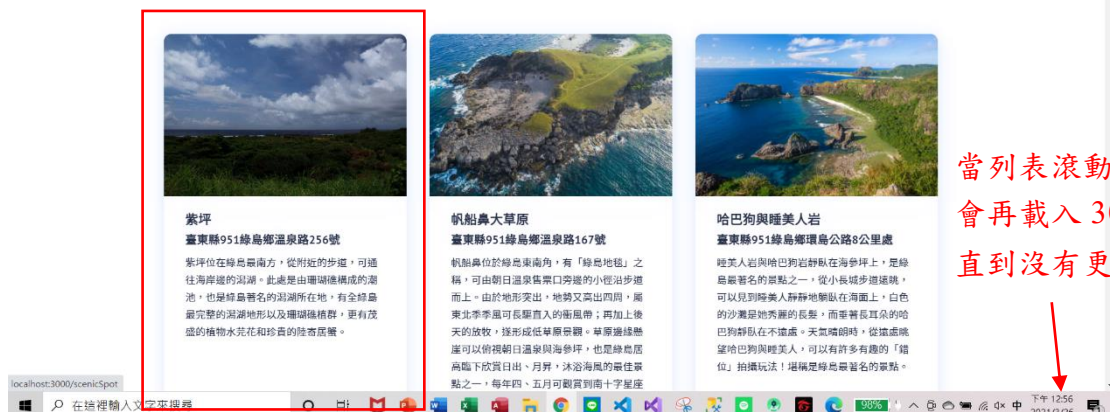 紫坪
臺東縣951綠島鄉溫泉路256號
紫坪位在綠島最南方，從附近的步道，可通
往海岸邊的潟湖。此處是由珊瑚礁構成的潮
池，也是綠島著名的潟湖所在地，有全綠島
最完整的潟湖地形以及珊瑚礁植群，更有茂
盛的植物水芫花和珍貴的陸寄居蟹。
帆船鼻大草原
臺東縣951綠島鄉溫泉路167號
帆船鼻位於綠島東南角，有「綠島地毯」之
稱，可由朝日溫泉售票口旁邊的小徑沿步道
而上。由於地形突出，地勢又高出四周，屬
東北季季風可長驅直入的衝風帶；再加上後
天的放牧，遂形成低草原景觀。草原邊緣懸
崖可以俯視朝日溫泉與海參坪，也是綠島居
高臨下欣賞日出、月昇，沐浴海風的最佳景
點之一，每年四、五月可觀賞到南十字星座
哈巴狗與睡美人岩
臺東縣951綠島鄉環島公路8公里處
睡美人岩與哈巴狗岩靜臥在海參坪上，是綠
島最著名的景點之一，從小長城步道遠眺，
可以見到睡美人靜靜地躺臥在海面上，白色
的沙灘是她秀麗的長髮，而垂著長耳朵的哈
巴狗靜臥在不遠處。天氣晴朗時，從遠處眺
望哈巴狗與睡美人，可以有許多有趣的「錯
位」拍攝玩法！堪稱是綠島最著名的景點。
當列表滾動
會再載入 3
直到沒有更
localhost:3000/scenicSpot
在這裡輸入文字來搜尋
98%
中
下午 12:56